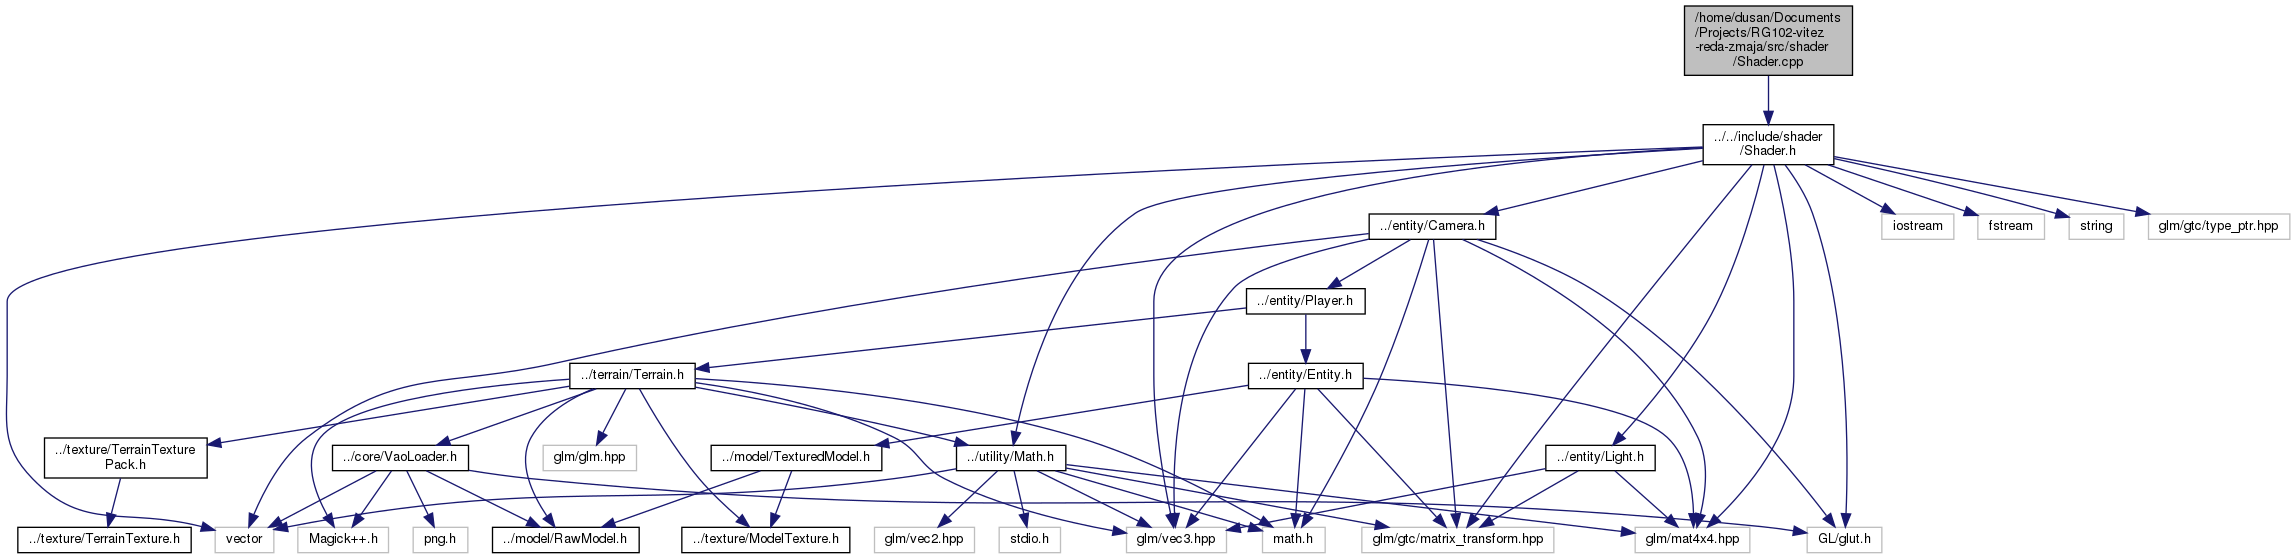 /home/dusan/Documents
/Projects/RG102-vitez
-reda-zmaja/src/shader
/Shader.cpp
../../include/shader
/Shader.h
../entity/Camera.h
iostream
fstream
string
glm/gtc/type_ptr.hpp
../entity/Player.h
../terrain/Terrain.h
../entity/Entity.h
../texture/TerrainTexture
Pack.h
../core/VaoLoader.h
glm/glm.hpp
../model/TexturedModel.h
../utility/Math.h
../entity/Light.h
../texture/TerrainTexture.h
vector
Magick++.h
png.h
../model/RawModel.h
../texture/ModelTexture.h
glm/vec2.hpp
stdio.h
glm/vec3.hpp
math.h
glm/gtc/matrix_transform.hpp
glm/mat4x4.hpp
GL/glut.h